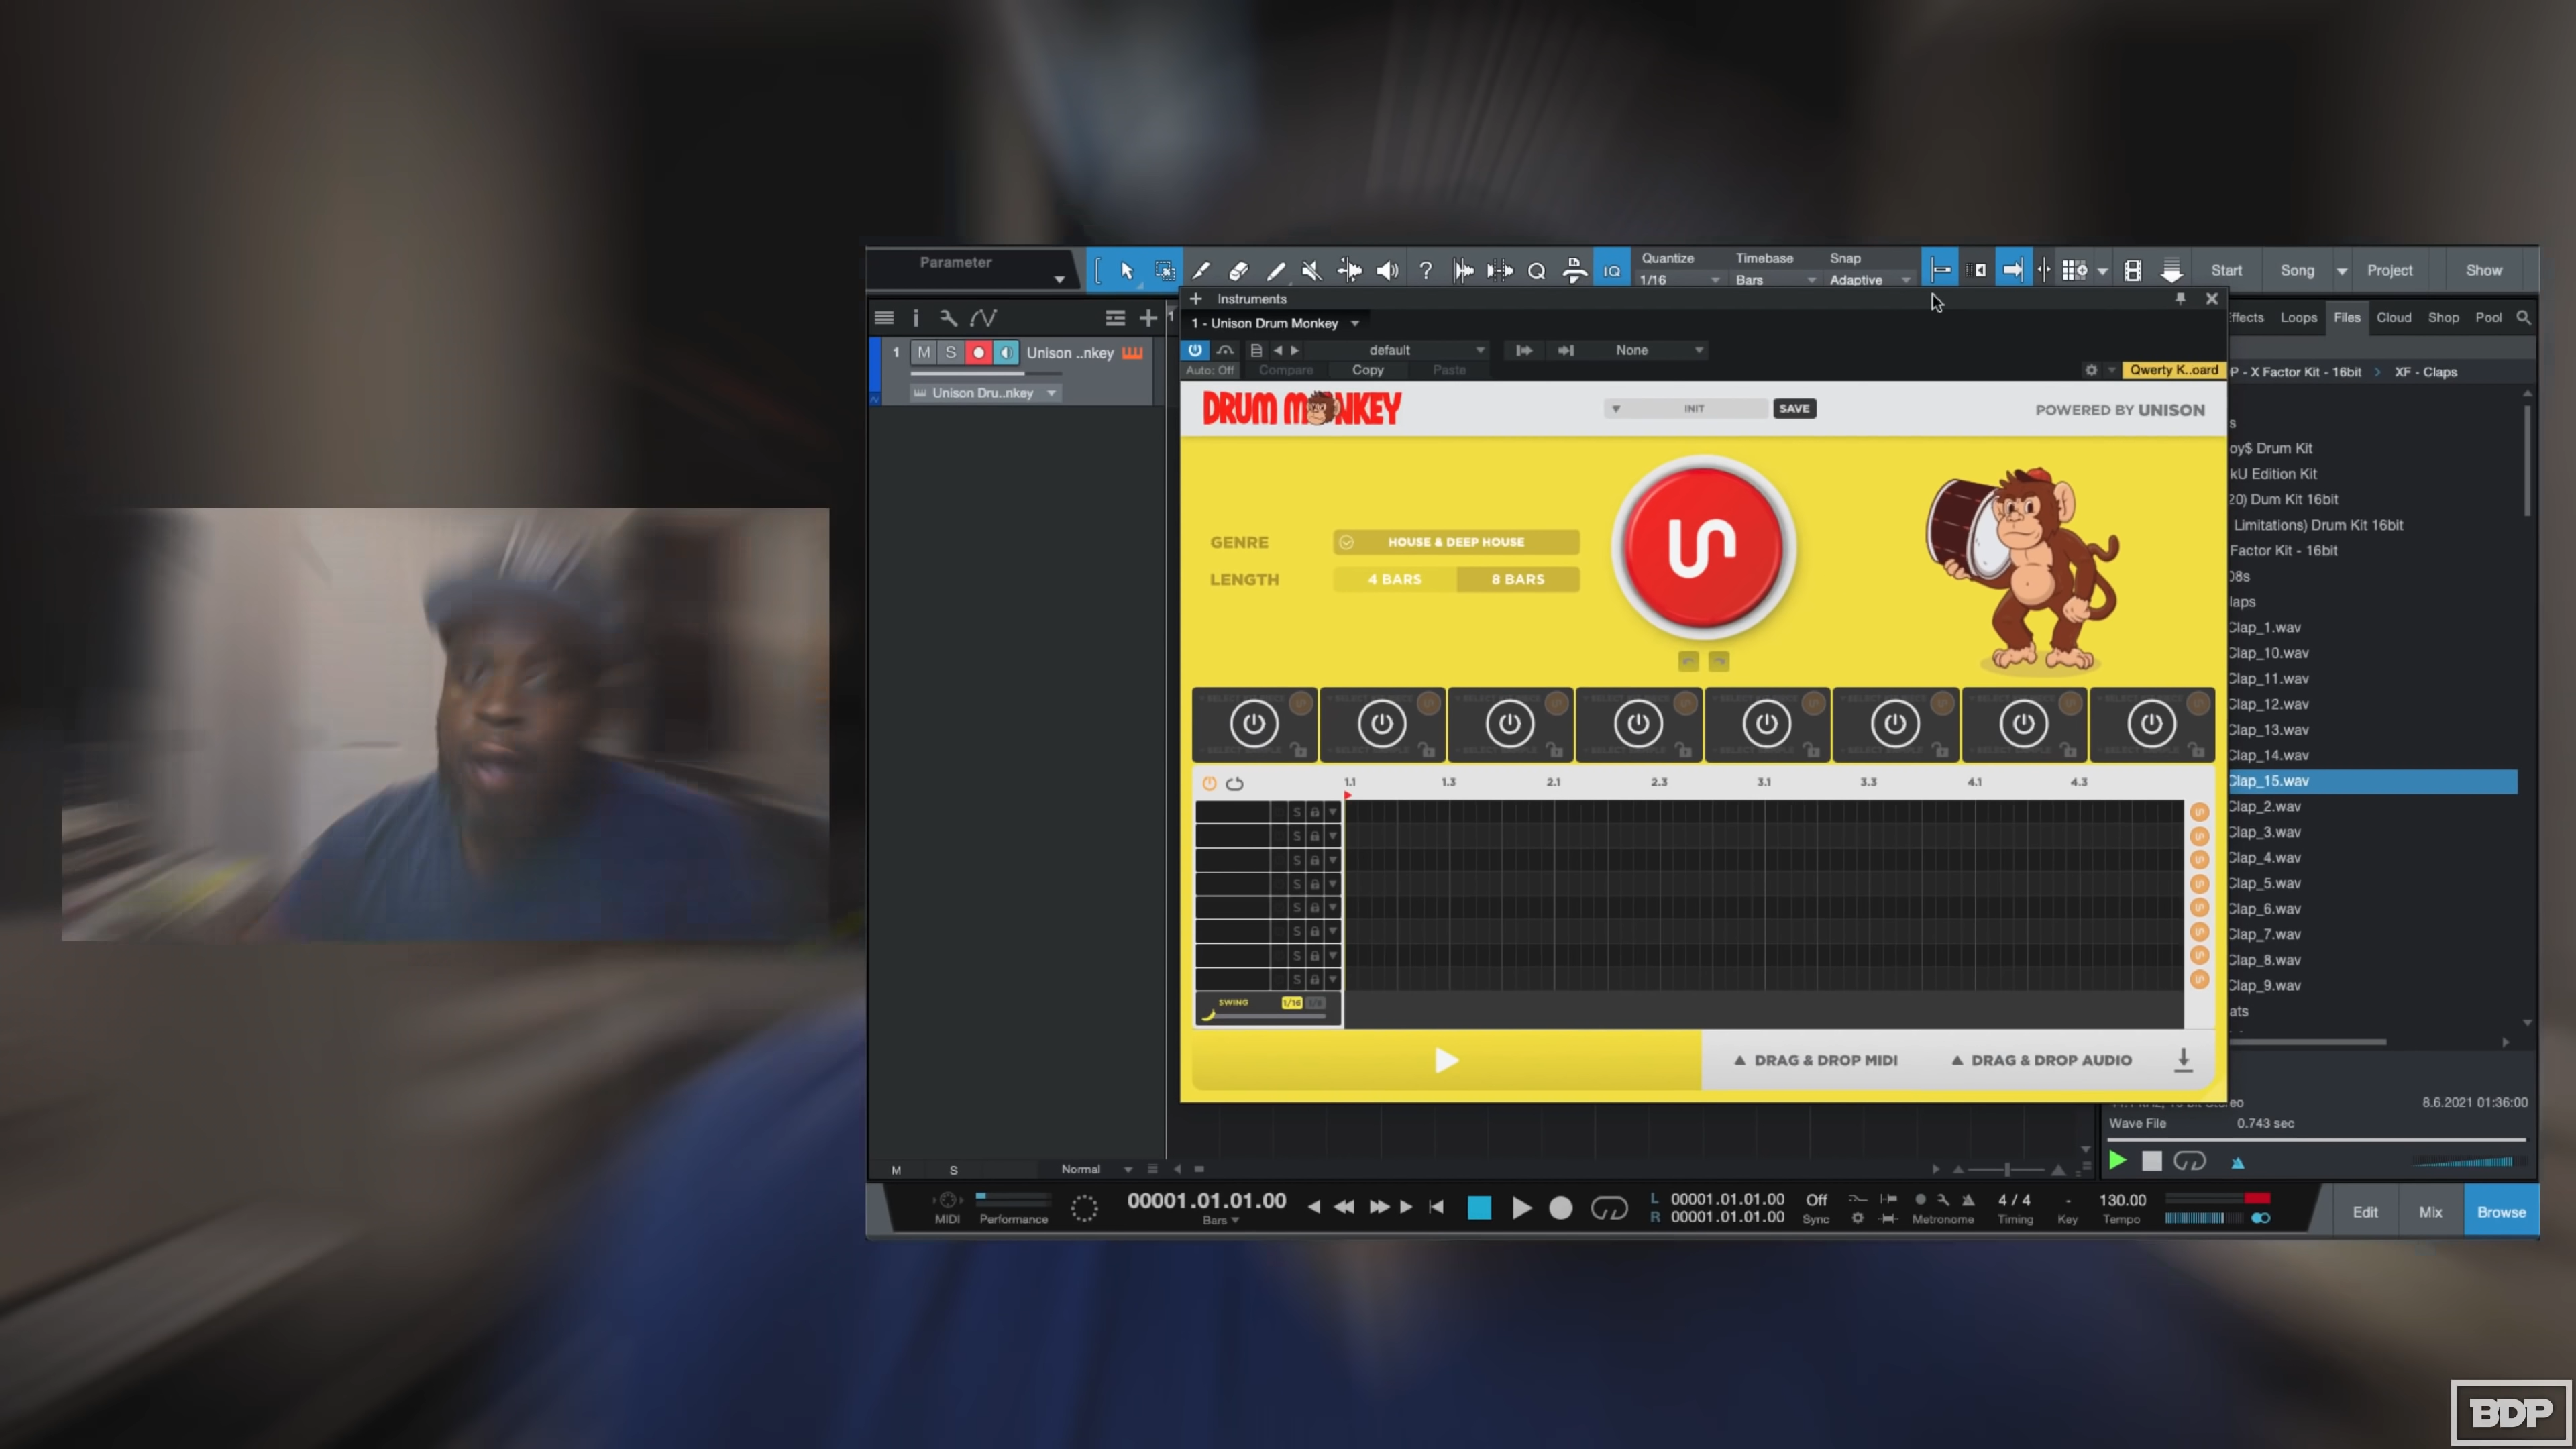 Parameter
Quantize Timebase Snap
1/16 Bars Adaptive
IQ
Start Song Project Show
+ Instruments
1 - Unison Drum Monkey
default None
Auto: Off Compare Copy Paste
Qwerty K..oard
1 M S Unison ..nkey
Unison Dru..nkey
ffects Loops Files Cloud Shop Pool
P - X Factor Kit - 16bit > XF - Claps
DRUM MONKEY
INIT SAVE
POWERED BY UNISON
GENRE HOUSE & DEEP HOUSE
LENGTH 4 BARS 8 BARS
s
oy$ Drum Kit
kU Edition Kit
20) Dum Kit 16bit
Limitations) Drum Kit 16bit
Factor Kit - 16bit
08s
laps
Clap_1.wav
Clap_10.wav
Clap_11.wav
Clap_12.wav
Clap_13.wav
Clap_14.wav
Clap_15.wav
Clap_2.wav
Clap_3.wav
Clap_4.wav
Clap_5.wav
Clap_6.wav
Clap_7.wav
Clap_8.wav
Clap_9.wav
ats
1.1 1.3 2.1 2.3 3.1 3.3 4.1 4.3
S
S
S
S
S
S
S
S
SWING 1/16
DRAG & DROP MIDI DRAG & DROP AUDIO
8.6.2021 01:36:00
Wave File 0.743 sec
M S Normal
MIDI Performance
00001.01.01.00
Bars
L 00001.01.01.00
R 00001.01.01.00
Off
Sync
Metronome
4 / 4
Timing
-
Key
130.00
Tempo
Edit Mix Browse
BDP